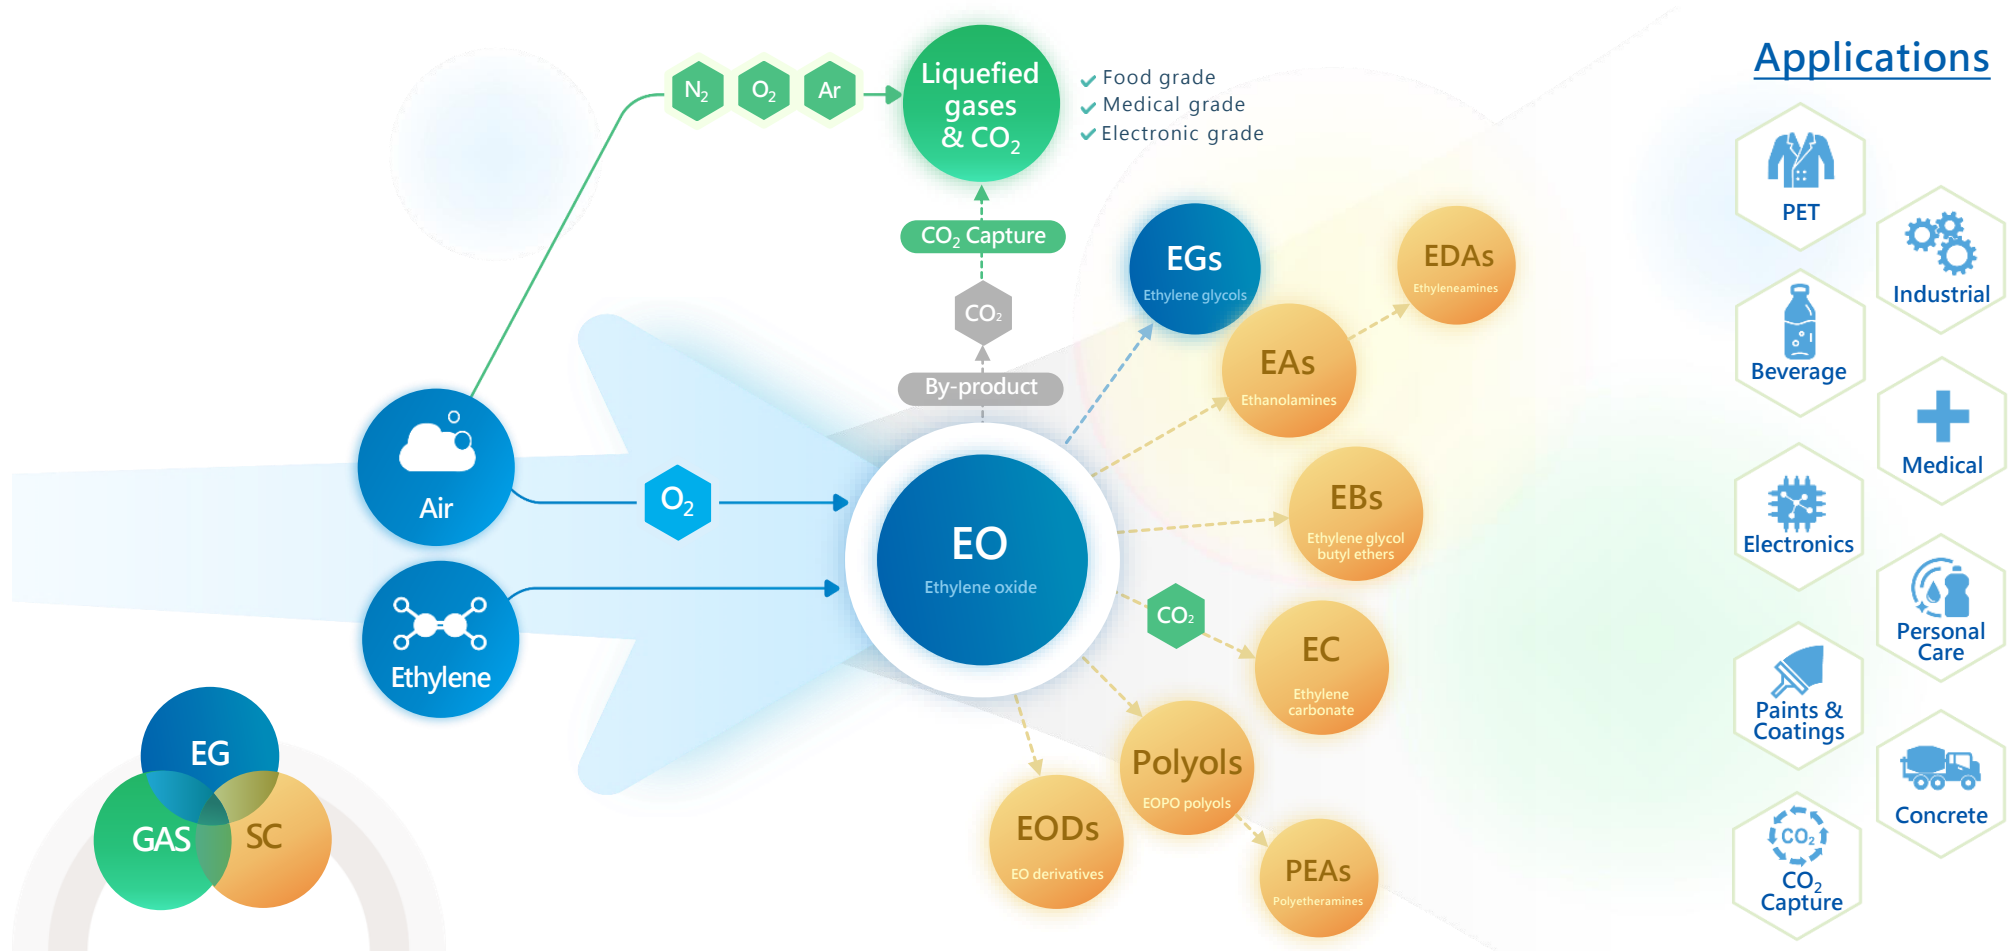 N2
O2
Ar
Liquefied
gases
& CO2
Food grade
Medical grade
Electronic grade
CO2 Capture
CO2
By-product
Air
O2
Ethylene
EO
Ethylene oxide
EGs
Ethylene glycols
EDAs
Ethyleneamines
EAs
Ethanolamines
EBs
Ethylene glycol
butyl ethers
CO2
EC
Ethylene
carbonate
Polyols
EOPO polyols
EODs
EO derivatives
PEAs
Polyetheramines
EG
GAS
SC
Applications
PET
Industrial
Beverage
Medical
Electronics
Personal
Care
Paints &
Coatings
Concrete
CO2
CO2
Capture